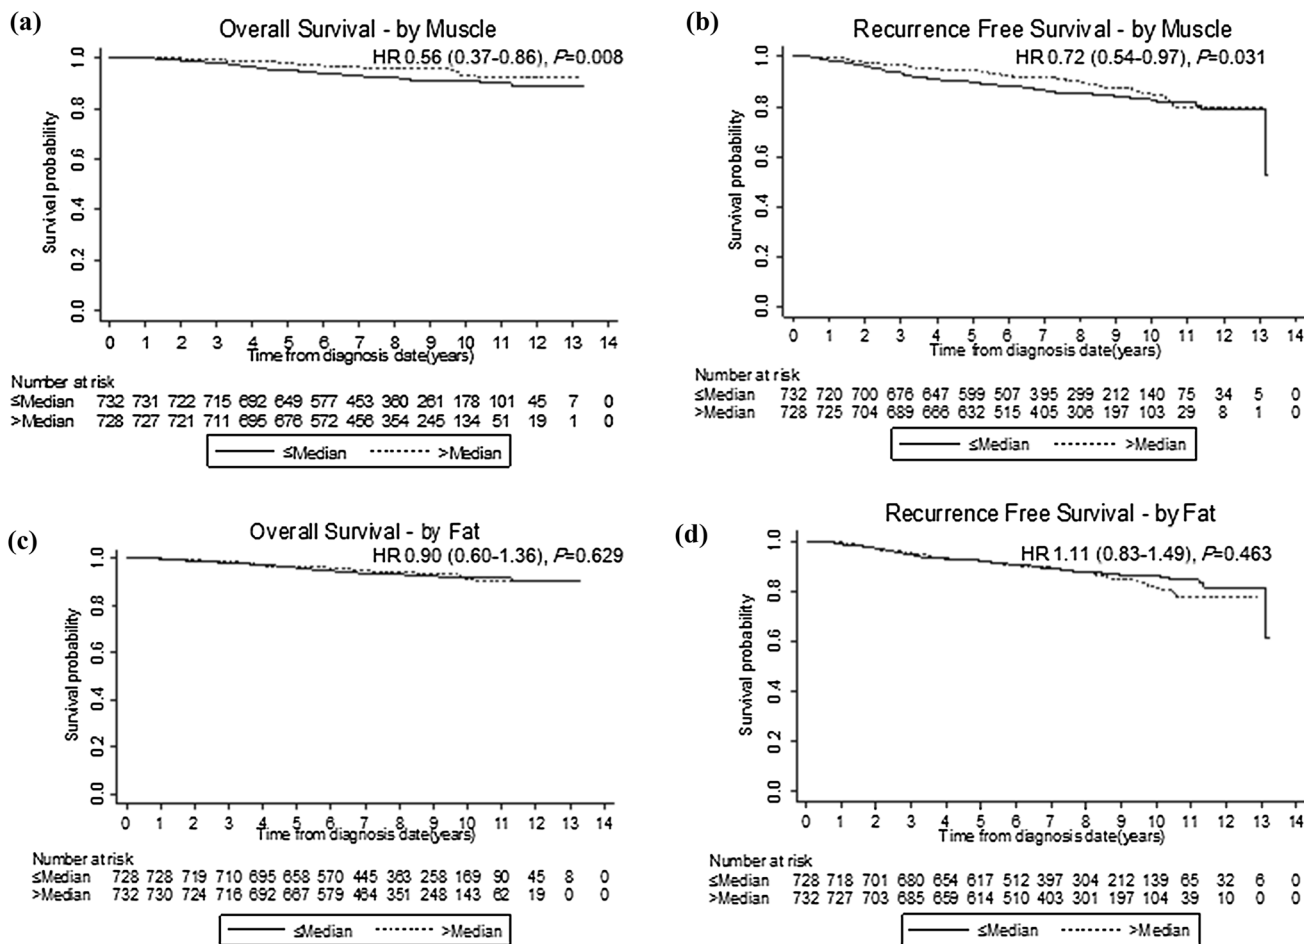 (a)
Overall Survival - by Muscle
HR 0.56 (0.37-0.86), P=0.008
Survival probability
0.0 0.2 0.4 0.6 0.8 1.0
0 1 2 3 4 5 6 7 8 9 10 11 12 13 14
Time from diagnosis date(years)
Number at risk
≤Median 732 731 722 715 692 649 577 453 360 261 178 101 45 7 0
>Median 728 727 721 711 695 676 572 456 354 245 134 51 19 1 0
≤Median >Median
(b)
Recurrence Free Survival - by Muscle
HR 0.72 (0.54-0.97), P=0.031
Survival probability
0.0 0.2 0.4 0.6 0.8 1.0
0 1 2 3 4 5 6 7 8 9 10 11 12 13 14
Time from diagnosis date(years)
Number at risk
≤Median 732 720 700 676 647 599 507 395 299 212 140 75 34 5 0
>Median 728 725 704 689 666 632 515 405 306 197 103 29 8 1 0
≤Median >Median
(c)
Overall Survival - by Fat
HR 0.90 (0.60-1.36), P=0.629
Survival probability
0.0 0.2 0.4 0.6 0.8 1.0
0 1 2 3 4 5 6 7 8 9 10 11 12 13 14
Time from diagnosis date(years)
Number at risk
≤Median 728 728 719 710 695 658 570 445 363 258 169 90 45 8 0
>Median 732 730 724 716 692 667 579 464 351 248 143 62 19 0 0
≤Median >Median
(d)
Recurrence Free Survival - by Fat
HR 1.11 (0.83-1.49), P=0.463
Survival probability
0.0 0.2 0.4 0.6 0.8 1.0
0 1 2 3 4 5 6 7 8 9 10 11 12 13 14
Time from diagnosis date(years)
Number at risk
≤Median 728 718 701 680 654 617 512 397 304 212 139 65 32 6 0
>Median 732 727 703 685 659 614 510 403 301 197 104 39 10 0 0
≤Median >Median